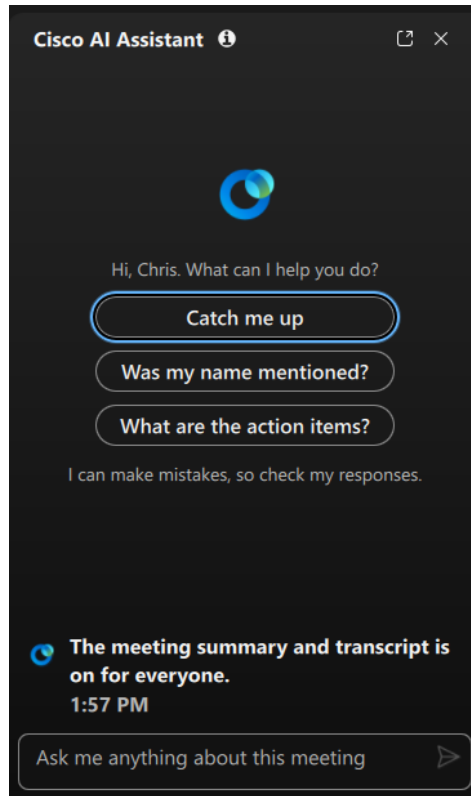 Cisco AI Assistant
Hi, Chris. What can I help you do?
Catch me up
Was my name mentioned?
What are the action items?
I can make mistakes, so check my responses.
The meeting summary and transcript is
on for everyone.
1:57 PM
Ask me anything about this meeting